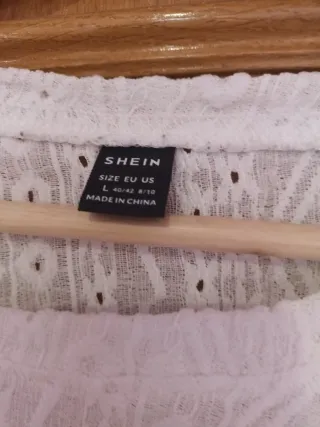 SHEIN
SIZE EU US
L 40/42 8/10
MADE IN CHINA